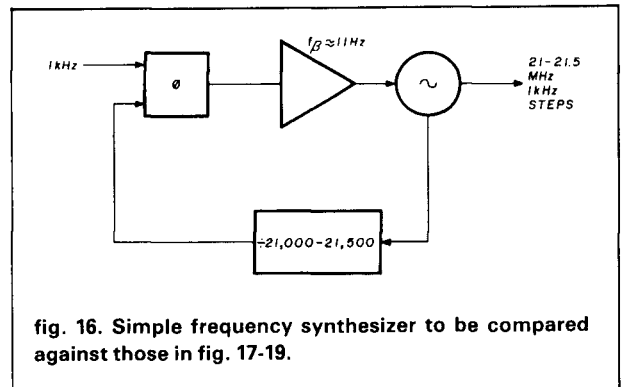 1kHz
ø
fβ≈11Hz
~
21-21.5
MHz
1kHz
STEPS
÷21,000-21,500
fig. 16. Simple frequency synthesizer to be compared
against those in fig. 17-19.